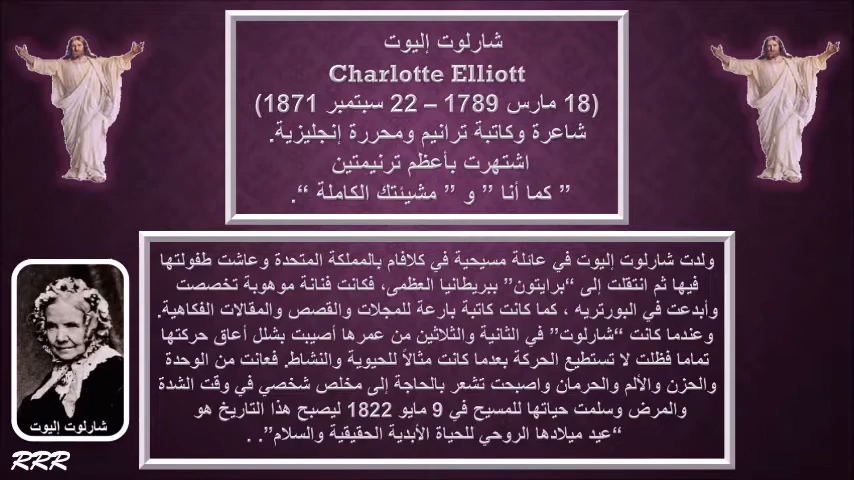 شارلوت إليوت
Charlotte Elliott
(18 مارس 1789 – 22 سبتمبر 1871)
شاعرة وكاتبة ترانيم ومحررة إنجليزية.
اشتهرت بأعظم ترنيمتين
” كما أنا ” و ” مشيئتك الكاملة “.
ولدت شارلوت إليوت في عائلة مسيحية في كلافام بالمملكة المتحدة وعاشت طفولتها
فيها ثم انتقلت إلى “برايتون” ببريطانيا العظمى، فكانت فنانة موهوبة تخصصت
وأبدعت في البورتريه ، كما كانت كاتبة بارعة للمجلات والقصص والمقالات الفكاهية.
وعندما كانت “شارلوت” في الثانية والثلاثين من عمرها أصيبت بشلل أعاق حركتها
تماما فظلت لا تستطيع الحركة بعدما كانت مثالاً للحيوية والنشاط. فعانت من الوحدة
والحزن والألم والحرمان واصبحت تشعر بالحاجة إلى مخلص شخصي في وقت الشدة
والمرض وسلمت حياتها للمسيح في 9 مايو 1822 ليصبح هذا التاريخ هو
“عيد ميلادها الروحي للحياة الأبدية الحقيقية والسلام”. .
شارلوت إليوت
RRR